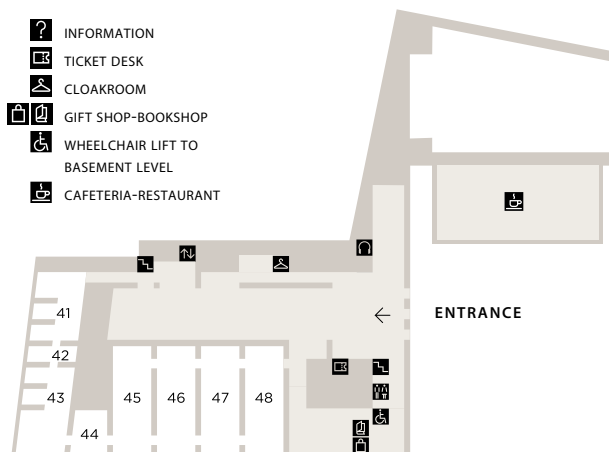 ?
INFORMATION
TICKET DESK
CLOAKROOM
GIFT SHOP-BOOKSHOP
WHEELCHAIR LIFT TO
BASEMENT LEVEL
CAFETERIA-RESTAURANT
ENTRANCE
41
42
43
44
45
46
47
48